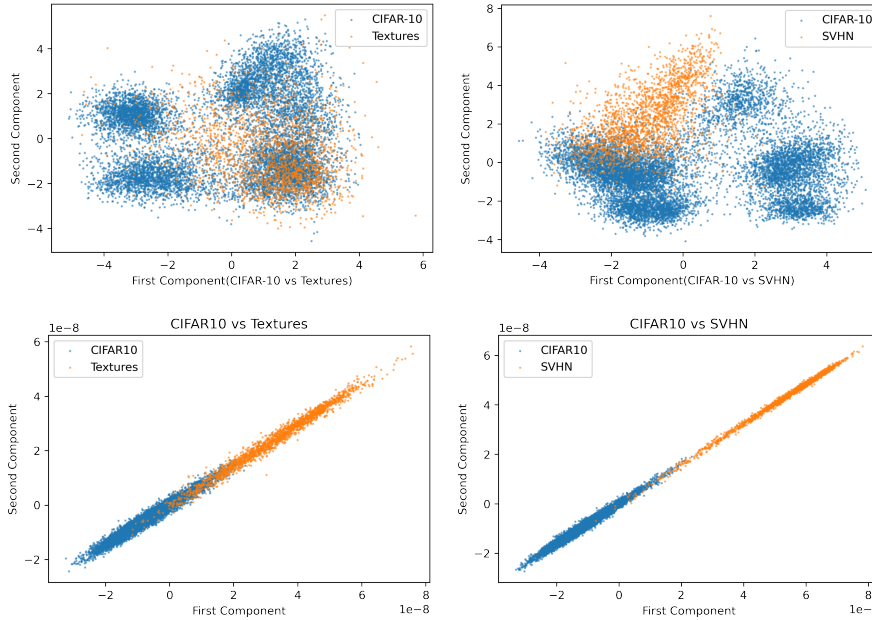 CIFAR-10
Textures
4
2
0
−2
−4
Second Component
−4
−2
0
2
4
6
First Component(CIFAR-10 vs Textures)
CIFAR-10
SVHN
8
6
4
2
0
−2
−4
Second Component
−4
−2
0
2
4
First Component(CIFAR-10 vs SVHN)
CIFAR10 vs Textures
1e−8
CIFAR10
Textures
6
4
2
0
−2
Second Component
−2
0
2
4
6
8
1e−8
First Component
CIFAR10 vs SVHN
1e−8
CIFAR10
SVHN
6
4
2
0
−2
Second Component
−2
0
2
4
6
8
First Component